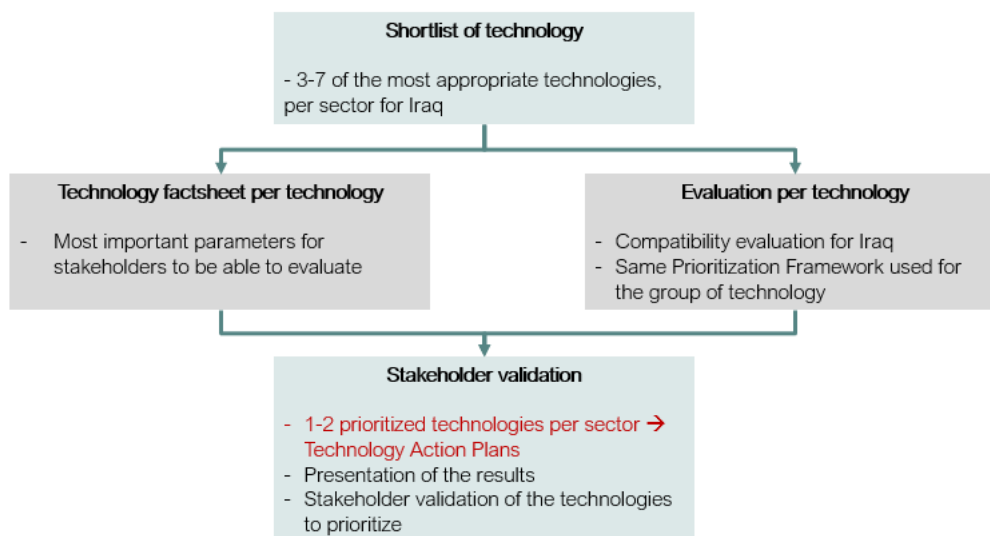 Shortlist of technology
- 3-7 of the most appropriate technologies,
per sector for Iraq
Technology factsheet per technology
- Most important parameters for
stakeholders to be able to evaluate
Evaluation per technology
- Compatibility evaluation for Iraq
- Same Prioritization Framework used for
the group of technology
Stakeholder validation
- 1-2 prioritized technologies per sector →
Technology Action Plans
- Presentation of the results
- Stakeholder validation of the technologies
to prioritize